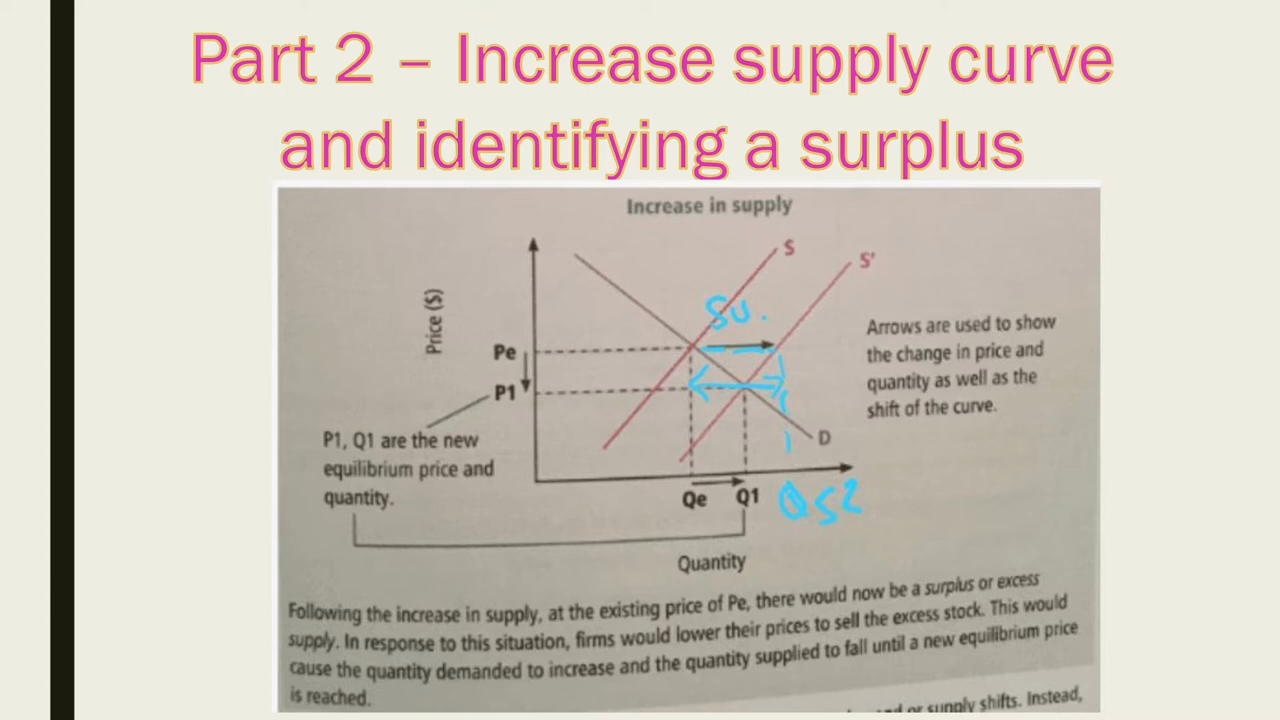 Part 2 – Increase supply curve
and identifying a surplus
Increase in supply
Price ($)
S
S'
Su.
Pe
P1
Arrows are used to show
the change in price and
quantity as well as the
shift of the curve.
D
P1, Q1 are the new
equilibrium price and
quantity.
Qe
Q1
QS2
Quantity
Following the increase in supply, at the existing price of Pe, there would now be a surplus or excess
supply. In response to this situation, firms would lower their prices to sell the excess stock. This would
cause the quantity demanded to increase and the quantity supplied to fall until a new equilibrium price
is reached.
or supply shifts. Instead,